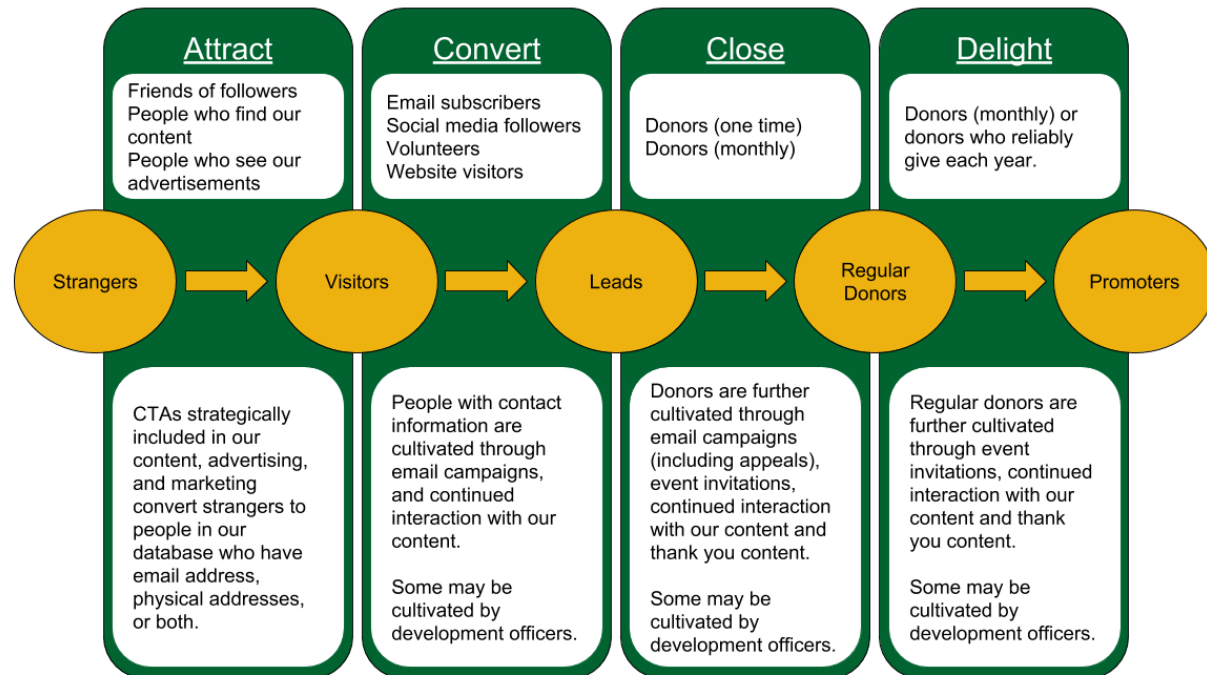 Attract
Friends of followers
People who find our
content
People who see our
advertisements
Convert
Email subscribers
Social media followers
Volunteers
Website visitors
Close
Donors (one time)
Donors (monthly)
Delight
Donors (monthly) or
donors who reliably
give each year.
Strangers
Visitors
Leads
Regular
Donors
Promoters
CTAs strategically
included in our
content, advertising,
and marketing
convert strangers to
people in our
database who have
email address,
physical addresses,
or both.
People with contact
information are
cultivated through
email campaigns,
and continued
interaction with our
content.
Some may be
cultivated by
development officers.
Donors are further
cultivated through
email campaigns
(including appeals),
event invitations,
continued interaction
with our content and
thank you content.
Some may be
cultivated by
development officers.
Regular donors are
further cultivated
through event
invitations, continued
interaction with our
content and thank
you content.
Some may be
cultivated by
development officers.